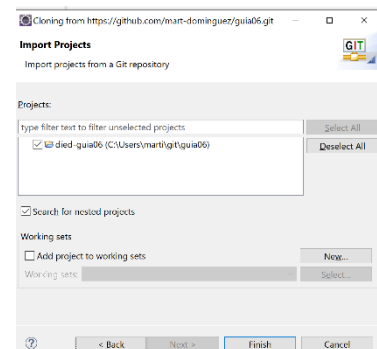 Cloning from https://github.com/mart-dominguez/guia06.git
Import Projects
GIT
Import projects from a Git repository
Projects:
type filter text to filter unselected projects
Select All
died-guia06 (C:\Users\marti\git\guia06)
Deselect All
Search for nested projects
Working sets
Add project to working sets
New...
Working sets:
Select...
< Back
Next >
Finish
Cancel